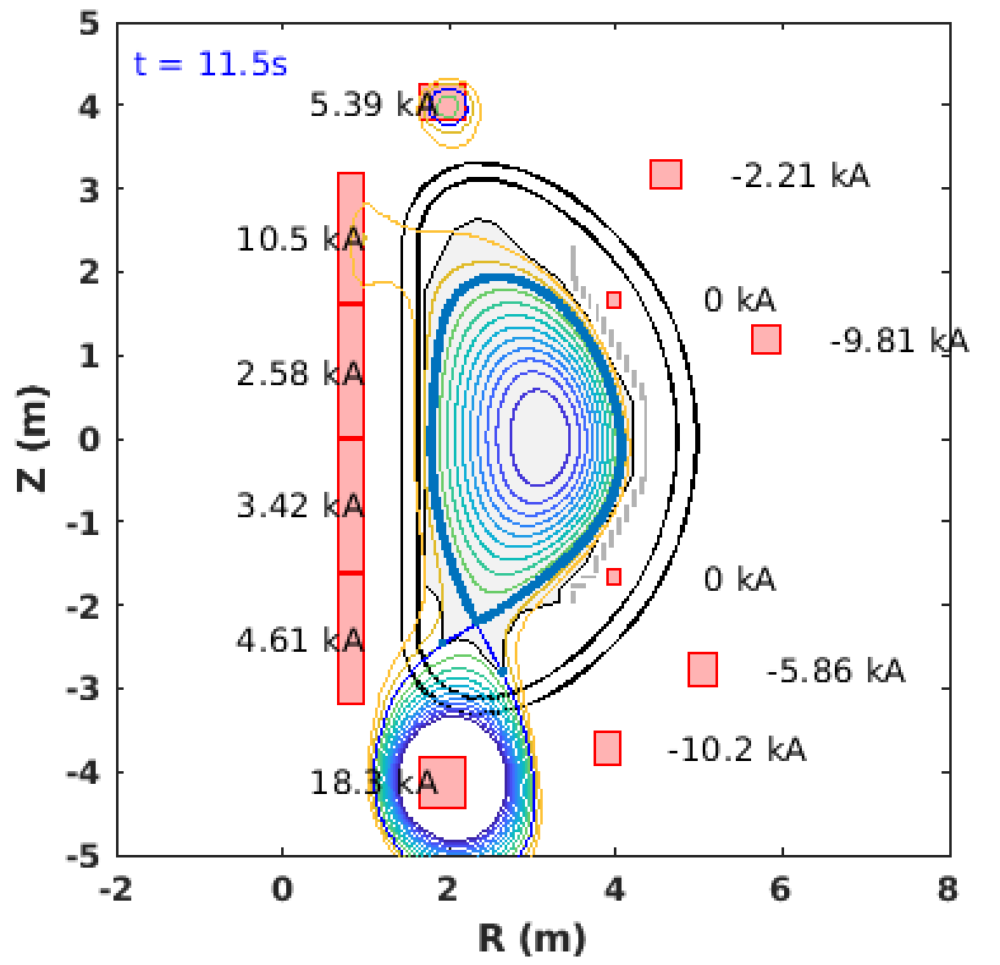 5
t = 11.5s
4
5.39 kA
3
-2.21 kA
10.5 kA
2
0 kA
-9.81 kA
1
2.58 kA
0
Z (m)
3.42 kA
-1
0 kA
-2
4.61 kA
-5.86 kA
-3
-10.2 kA
-4
18.3 kA
-5
-2 0 2 4 6 8
R (m)